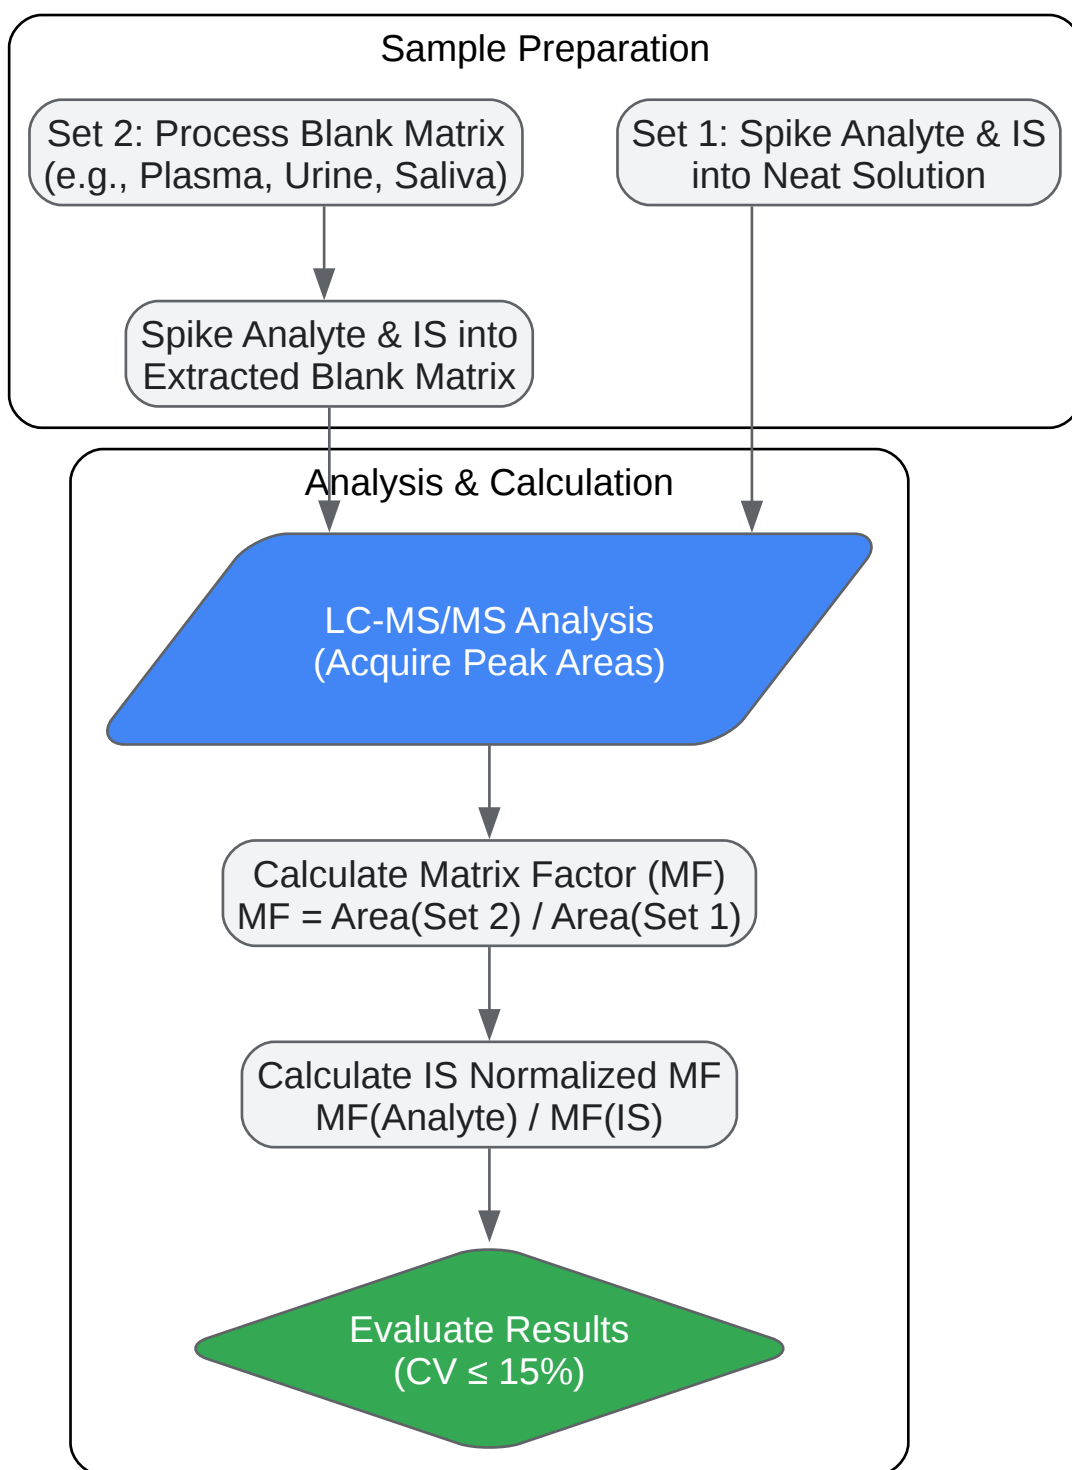 Sample Preparation
Set 2: Process Blank Matrix
(e.g., Plasma, Urine, Saliva)
Set 1: Spike Analyte & IS
into Neat Solution
Spike Analyte & IS into
Extracted Blank Matrix
Analysis & Calculation
LC-MS/MS Analysis
(Acquire Peak Areas)
Calculate Matrix Factor (MF)
MF = Area(Set 2) / Area(Set 1)
Calculate IS Normalized MF
MF(Analyte) / MF(IS)
Evaluate Results
(CV ≤ 15%)